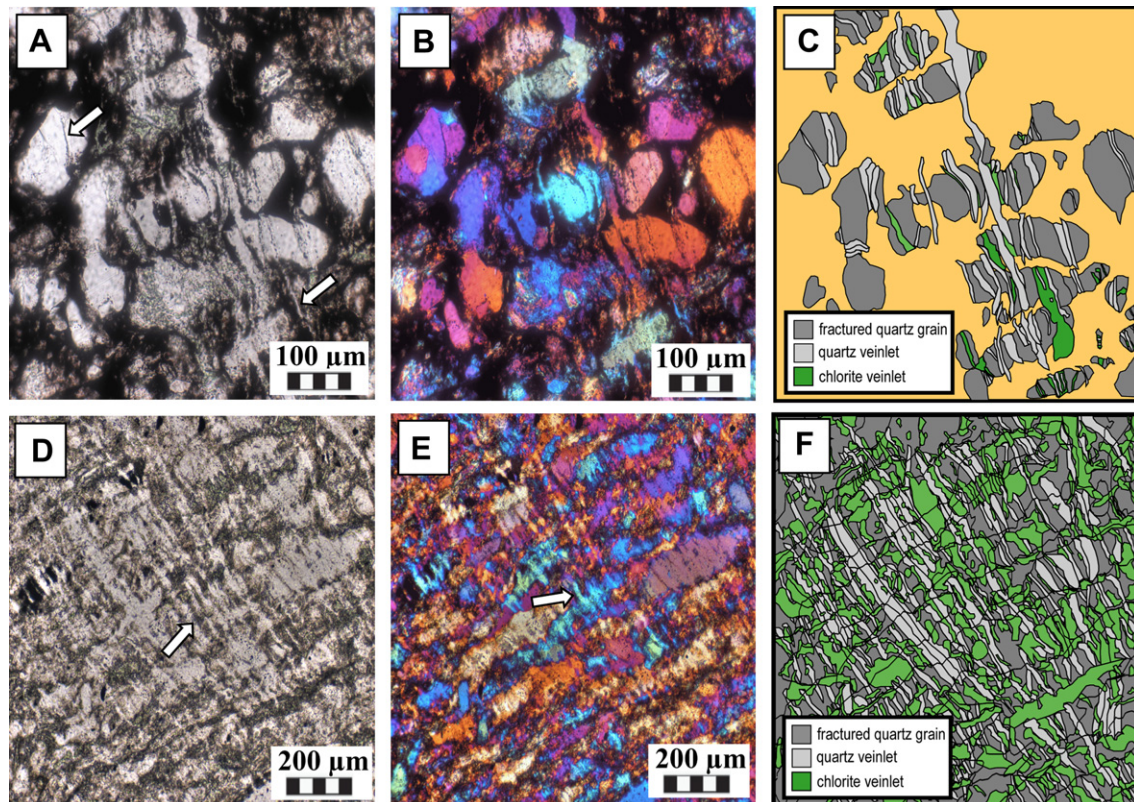 A
B
C
100 µm
100 µm
fractured quartz grain
quartz veinlet
chlorite veinlet
D
E
F
200 µm
200 µm
fractured quartz grain
quartz veinlet
chlorite veinlet